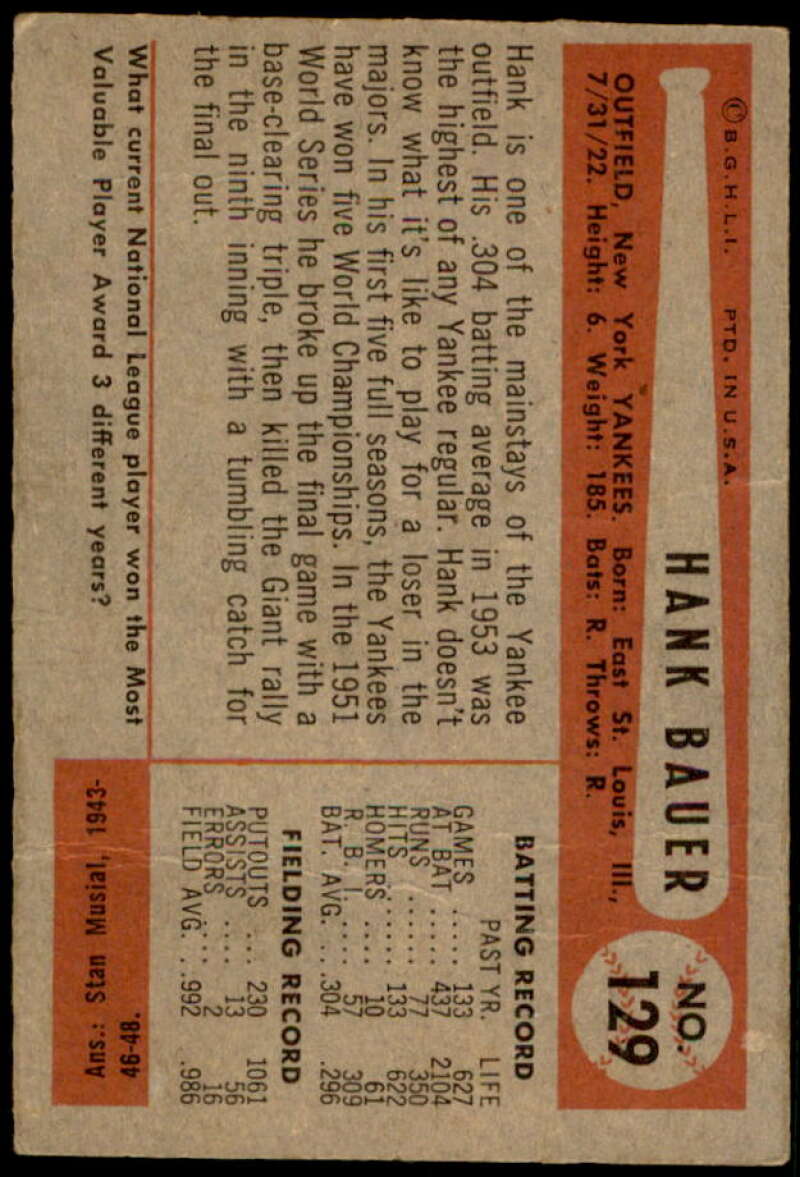 © B.G.H.L.I. PTD. IN U.S.A.
HANK BAUER
NO.
129
OUTFIELD, New York YANKEES. Born: East St. Louis, Ill.,
7/31/22. Height: 6. Weight: 185. Bats: R. Throws: R.
Hank is one of the mainstays of the Yankee
outfield. His .304 batting average in 1953 was
the highest of any Yankee regular. Hank doesn't
know what it's like to play for a loser in the
majors. In his first five full seasons, the Yankees
have won five World Championships. In the 1951
World Series he broke up the final game with a
base-clearing triple, then killed the Giant rally
in the ninth inning with a tumbling catch for
the final out.
BATTING RECORD
PAST YR. LIFE
GAMES .... 133 627
AT BAT ..... 437 2104
RUNS ...... 77 350
HITS ...... 133 622
HOMERS .... 10 61
R. B. I. .... 57 309
BAT. AVG. .. .304 .296
FIELDING RECORD
PUTOUTS ... 230 1061
ASSISTS .... 13 56
ERRORS .... 2 16
FIELD AVG. .. .992 .986
What current National League player won the Most
Valuable Player Award 3 different years?
Ans.: Stan Musial, 1943-
46-48.